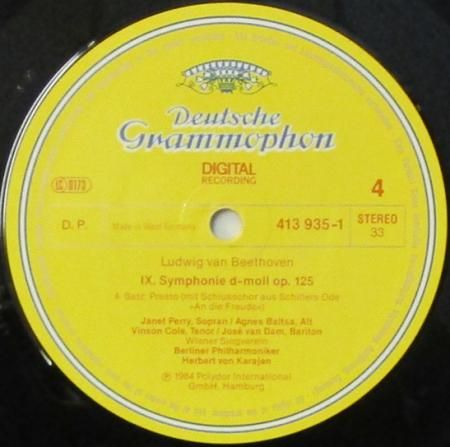 Deutsche
Grammophon
DIGITAL
RECORDING
LC 0173
4
D. P.
Made in West Germany
413 935-1
STEREO
33
Ludwig van Beethoven
IX. Symphonie d-moll op. 125
4. Satz: Presto (mit Schlusschor aus Schillers Ode
»An die Freude«)
Janet Perry, Sopran / Agnes Baltsa, Alt
Vinson Cole, Tenor / José van Dam, Bariton
Wiener Singverein
Berliner Philharmoniker
Herbert von Karajan
℗ 1984 Polydor International
GmbH, Hamburg